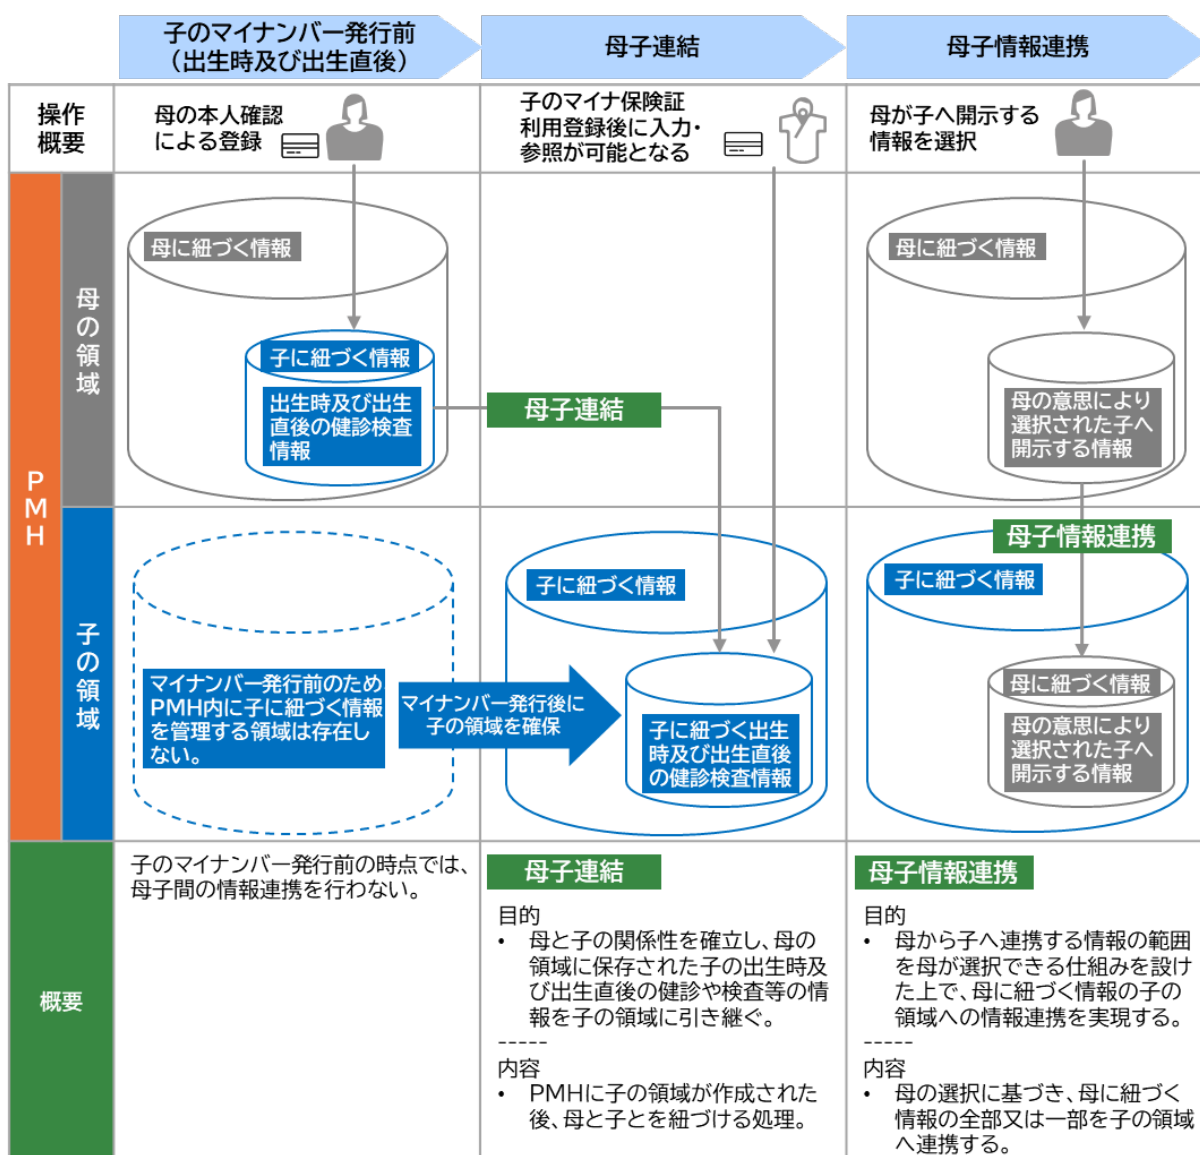 子のマイナンバー発行前
（出生時及び出生直後）
母子連結
母子情報連携
操作
概要
母の本人確認
による登録
子のマイナ保険証
利用登録後に入力・
参照が可能となる
母が子へ開示する
情報を選択
PMH
母の領域
母に紐づく情報
子に紐づく情報
出生時及び出生
直後の健診検査
情報
母子連結
母に紐づく情報
母の意思により
選択された子へ
開示する情報
子の領域
マイナンバー発行前のため
PMH内に子に紐づく情報
を管理する領域は存在し
ない。
マイナンバー発行後に
子の領域を確保
子に紐づく情報
子に紐づく出生
時及び出生直後
の健診検査情報
母子情報連携
子に紐づく情報
母に紐づく情報
母の意思により
選択された子へ
開示する情報
概要
子のマイナンバー発行前の時点では、
母子間の情報連携を行わない。
母子連結
目的
• 母と子の関係性を確立し、母の
領域に保存された子の出生時及
び出生直後の健診や検査等の情
報を子の領域に引き継ぐ。
-----
内容
• PMHに子の領域が作成された
後、母と子とを紐づける処理。
母子情報連携
目的
• 母から子へ連携する情報の範囲
を母が選択できる仕組みを設け
た上で、母に紐づく情報の子の
領域への情報連携を実現する。
-----
内容
• 母の選択に基づき、母に紐づく
情報の全部又は一部を子の領域
へ連携する。